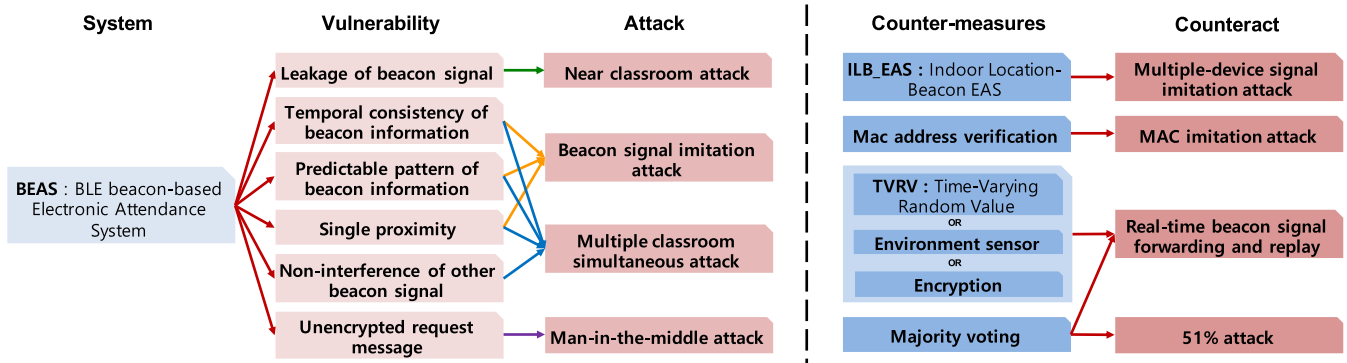 System
Vulnerability
Attack
BEAS : BLE beacon-based
Electronic Attendance
System
Leakage of beacon signal
Temporal consistency of
beacon information
Predictable pattern of
beacon information
Single proximity
Non-interference of other
beacon signal
Unencrypted request
message
Near classroom attack
Beacon signal imitation
attack
Multiple classroom
simultaneous attack
Man-in-the-middle attack
Counter-measures
Counteract
ILB_EAS : Indoor Location-
Beacon EAS
Mac address verification
TVRV : Time-Varying
Random Value
OR
Environment sensor
OR
Encryption
Majority voting
Multiple-device signal
imitation attack
MAC imitation attack
Real-time beacon signal
forwarding and replay
51% attack